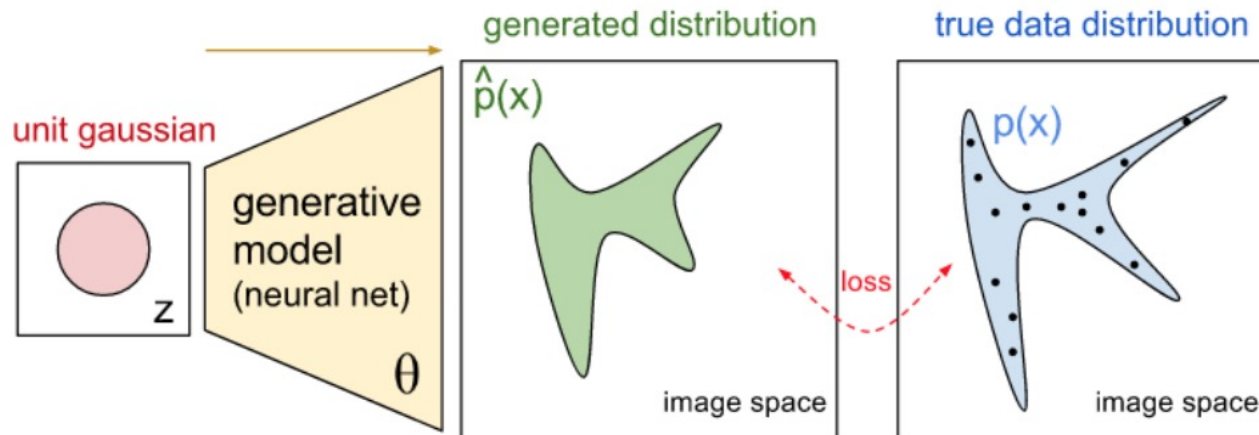 unit gaussian
z
generative
model
(neural net)
θ
generated distribution
p̂(x)
image space
loss
true data distribution
p(x)
image space